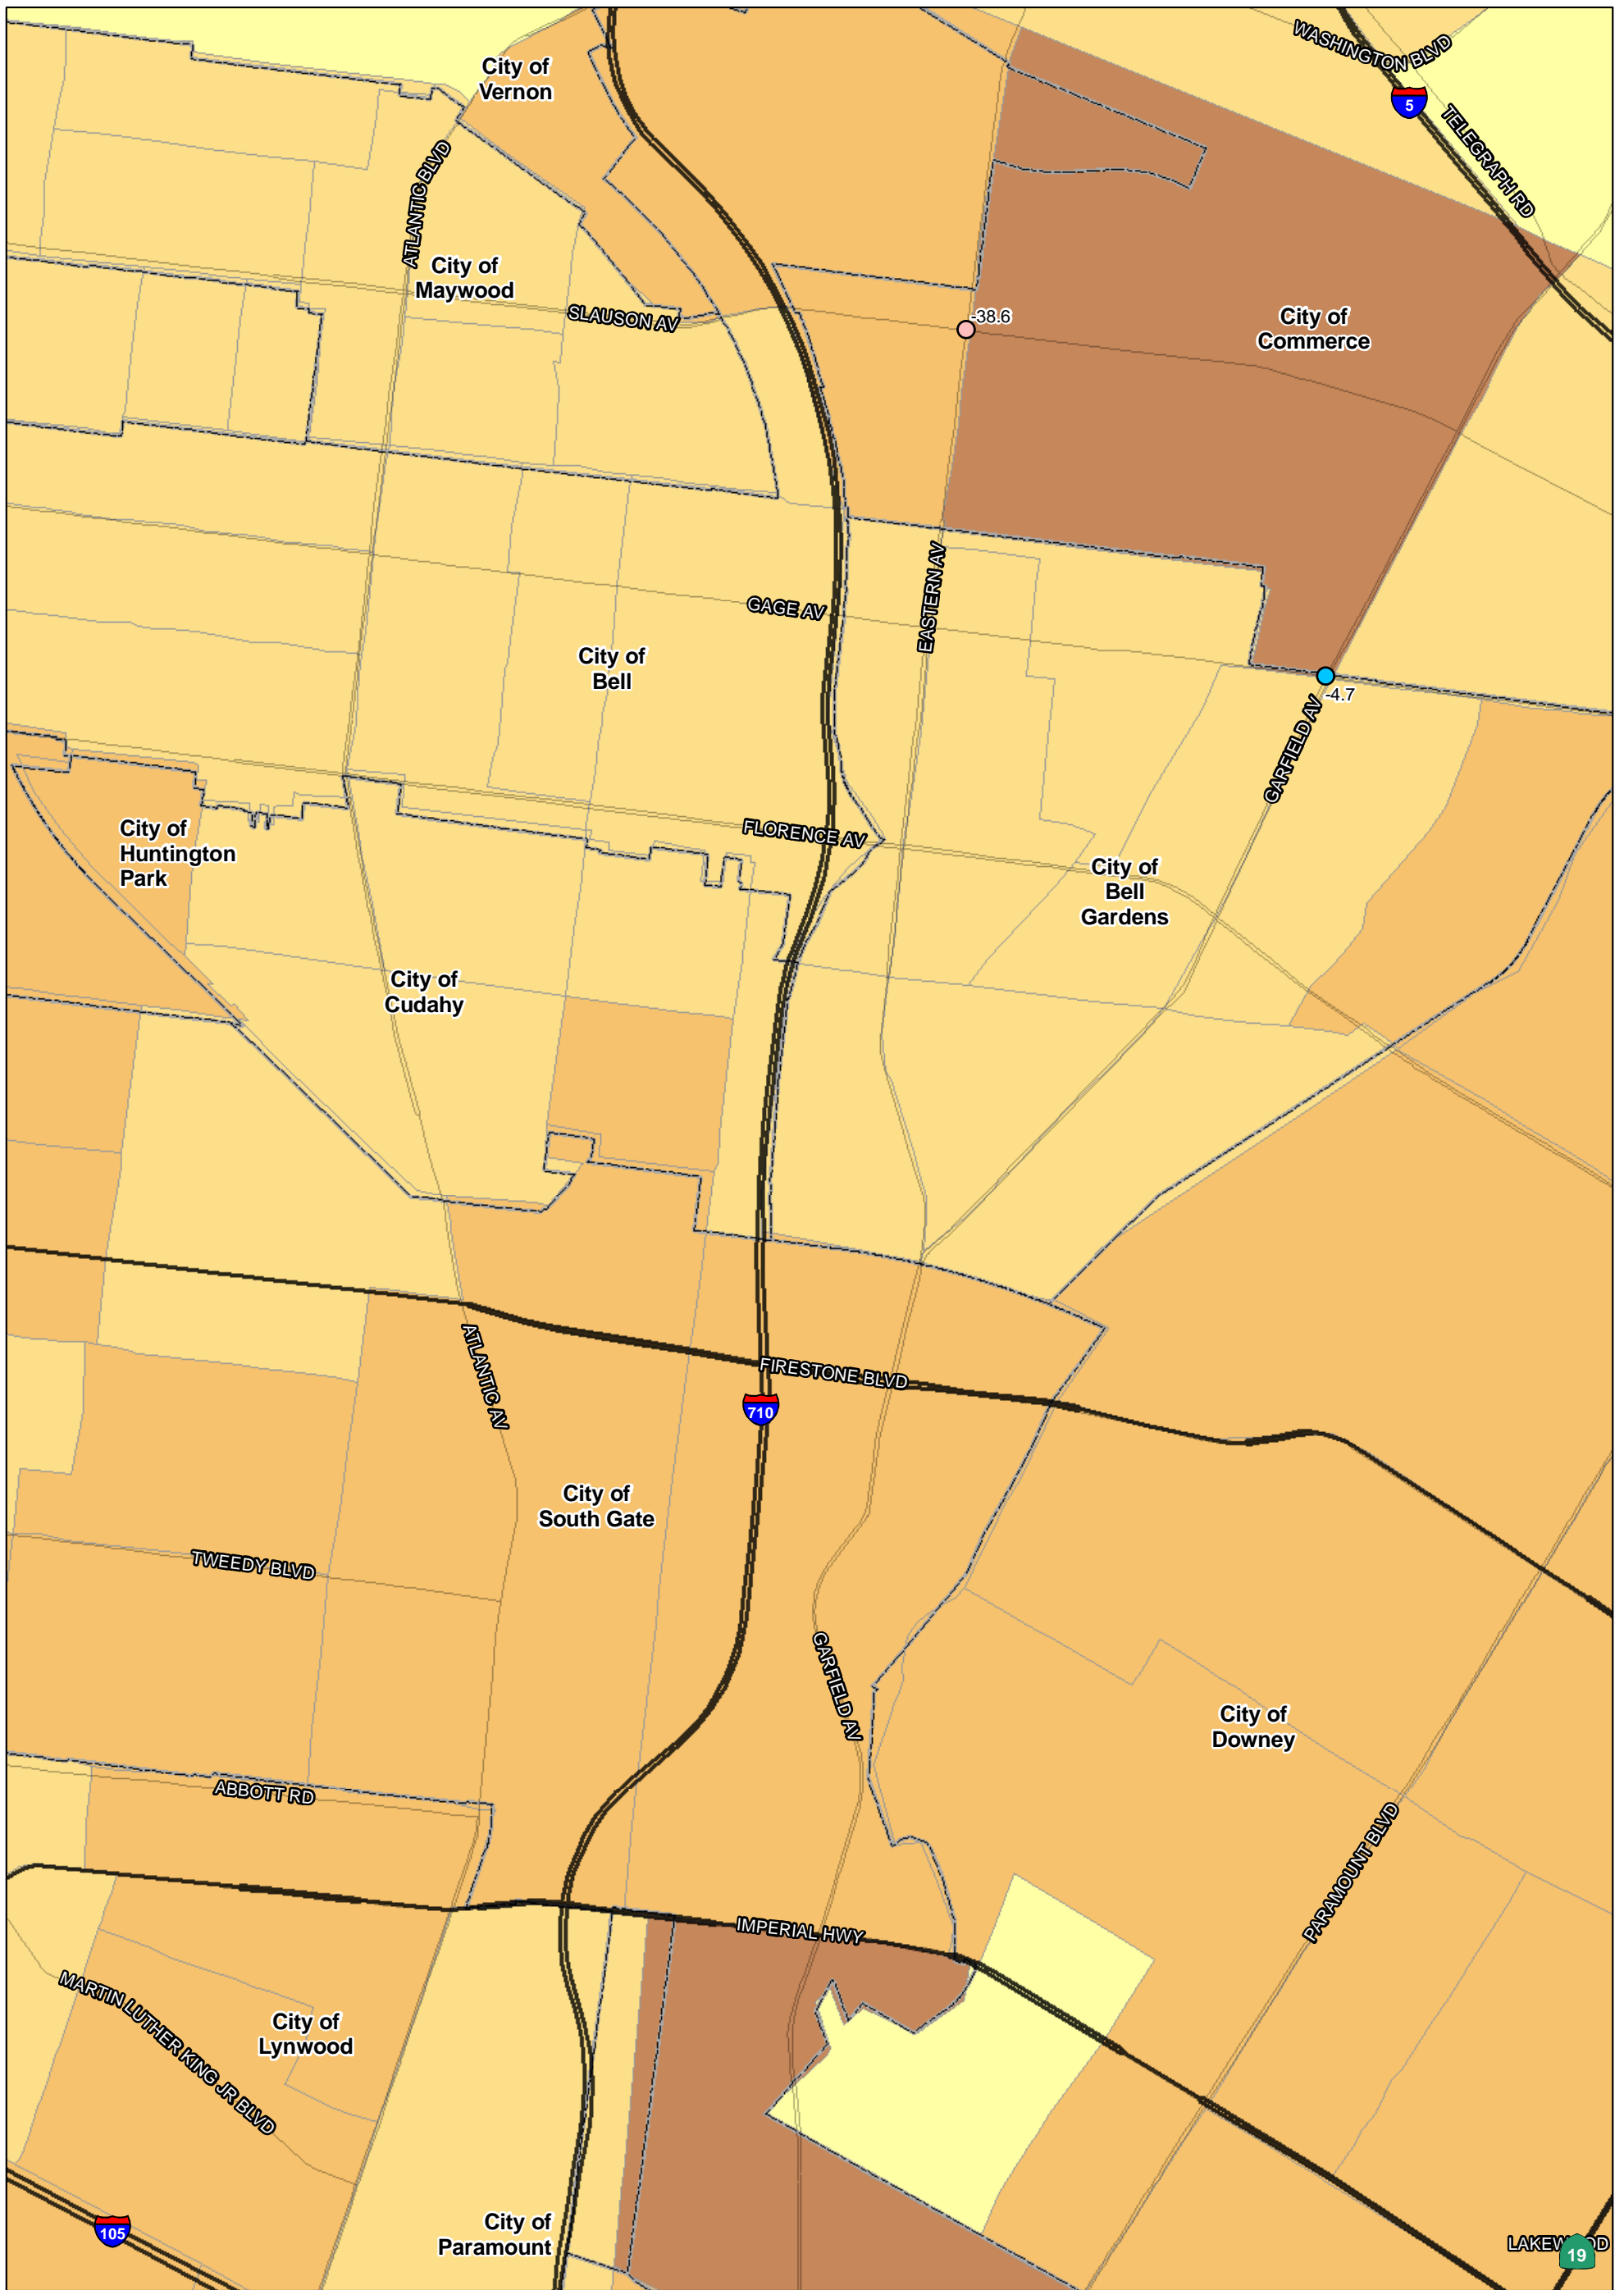 WASHINGTON BLVD
City of
Vernon
5
TELEGRAPH RD
ATLANTIC BLVD
City of
Maywood
SLAUSON AV
-38.6
City of
Commerce
EASTERN AV
GAGE AV
City of
Bell
-4.7
GARFIELD AV
City of
Huntington
Park
FLORENCE AV
City of
Bell
Gardens
City of
Cudahy
ATLANTIC AV
FIRESTONE BLVD
710
City of
South Gate
TWEEDY BLVD
GARFIELD AV
City of
Downey
ABBOTT RD
PARAMOUNT BLVD
IMPERIAL HWY
MARTIN LUTHER KING JR BLVD
City of
Lynwood
105
City of
Paramount
19